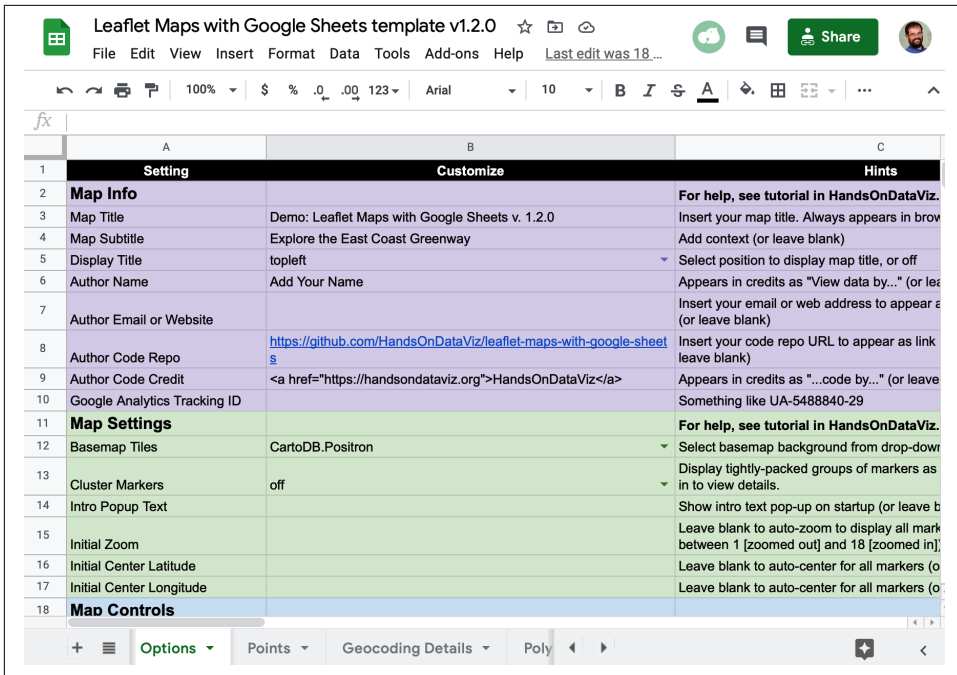 Leaflet Maps with Google Sheets template v1.2.0
File Edit View Insert Format Data Tools Add-ons Help Last edit was 18 ...
Share
100% $ % .0 .00 123 Arial 10 B I S A ...
fx
A B C
1 Setting Customize Hints
2 Map Info For help, see tutorial in HandsOnDataViz.
3 Map Title Demo: Leaflet Maps with Google Sheets v. 1.2.0 Insert your map title. Always appears in brow
4 Map Subtitle Explore the East Coast Greenway Add context (or leave blank)
5 Display Title topleft Select position to display map title, or off
6 Author Name Add Your Name Appears in credits as "View data by..." (or lea
7 Author Email or Website Insert your email or web address to appear a
(or leave blank)
8 Author Code Repo https://github.com/HandsOnDataViz/leaflet-maps-with-google-sheet
s Insert your code repo URL to appear as link
leave blank)
9 Author Code Credit <a href="https://handsondataviz.org">HandsOnDataViz</a> Appears in credits as "...code by..." (or leave
10 Google Analytics Tracking ID Something like UA-5488840-29
11 Map Settings For help, see tutorial in HandsOnDataViz.
12 Basemap Tiles CartoDB.Positron Select basemap background from drop-down
13 Cluster Markers off Display tightly-packed groups of markers as
in to view details.
14 Intro Popup Text Show intro text pop-up on startup (or leave b
15 Initial Zoom Leave blank to auto-zoom to display all mark
between 1 [zoomed out] and 18 [zoomed in])
16 Initial Center Latitude Leave blank to auto-center for all markers (o
17 Initial Center Longitude Leave blank to auto-center for all markers (o
18 Map Controls
Options Points Geocoding Details Poly